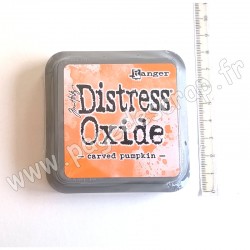 Ranger
Tim Holtz
Distress
Oxide
- carved pumpkin -